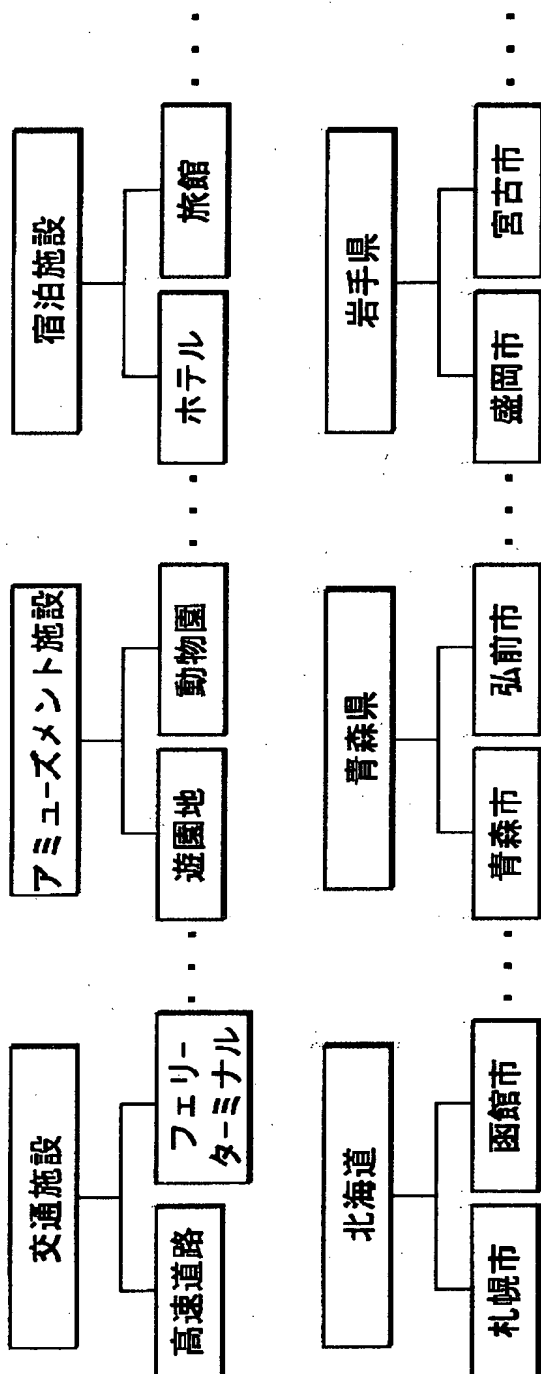 交通施設
高速道路
フェリー
ターミナル
・・・
アミューズメント施設
遊園地
動物園
・・・
宿泊施設
ホテル
旅館
・・・
北海道
札幌市
函館市
・・・
青森県
青森市
弘前市
・・・
岩手県
盛岡市
宮古市
・・・